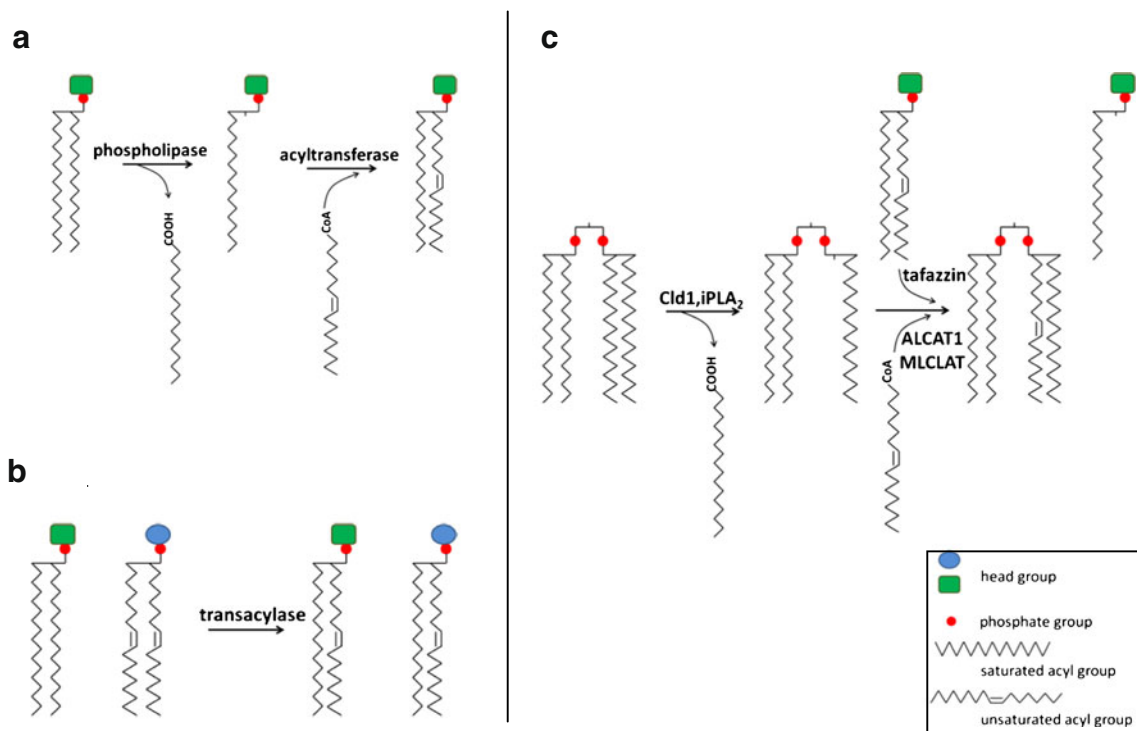 a
phospholipase
COOH
acyltransferase
CoA
b
transacylase
c
Cld1,iPLA₂
COOH
tafazzin
ALCAT1
MLCLAT
CoA
head group
phosphate group
saturated acyl group
unsaturated acyl group